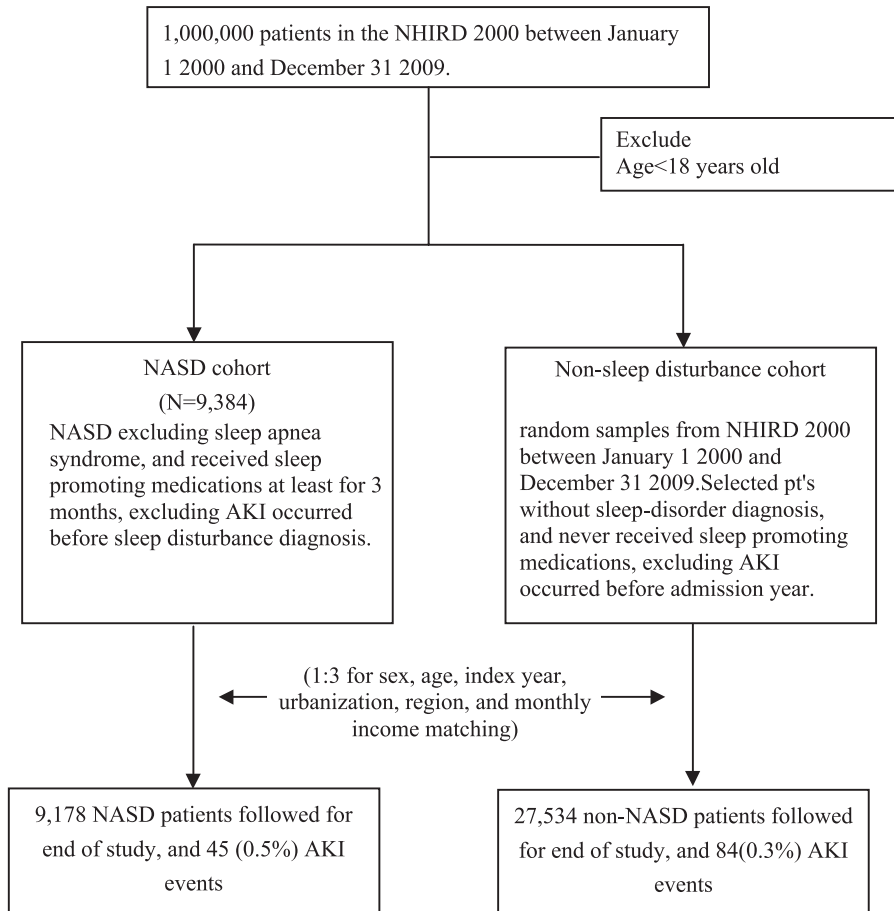 1,000,000 patients in the NHIRD 2000 between January
1 2000 and December 31 2009.
Exclude
Age<18 years old
NASD cohort
(N=9,384)
NASD excluding sleep apnea
syndrome, and received sleep
promoting medications at least for 3
months, excluding AKI occurred
before sleep disturbance diagnosis.
Non-sleep disturbance cohort
random samples from NHIRD 2000
between January 1 2000 and
December 31 2009.Selected pt's
without sleep-disorder diagnosis,
and never received sleep promoting
medications, excluding AKI
occurred before admission year.
(1:3 for sex, age, index year,
urbanization, region, and monthly
income matching)
9,178 NASD patients followed for
end of study, and 45 (0.5%) AKI
events
27,534 non-NASD patients followed
for end of study, and 84(0.3%) AKI
events